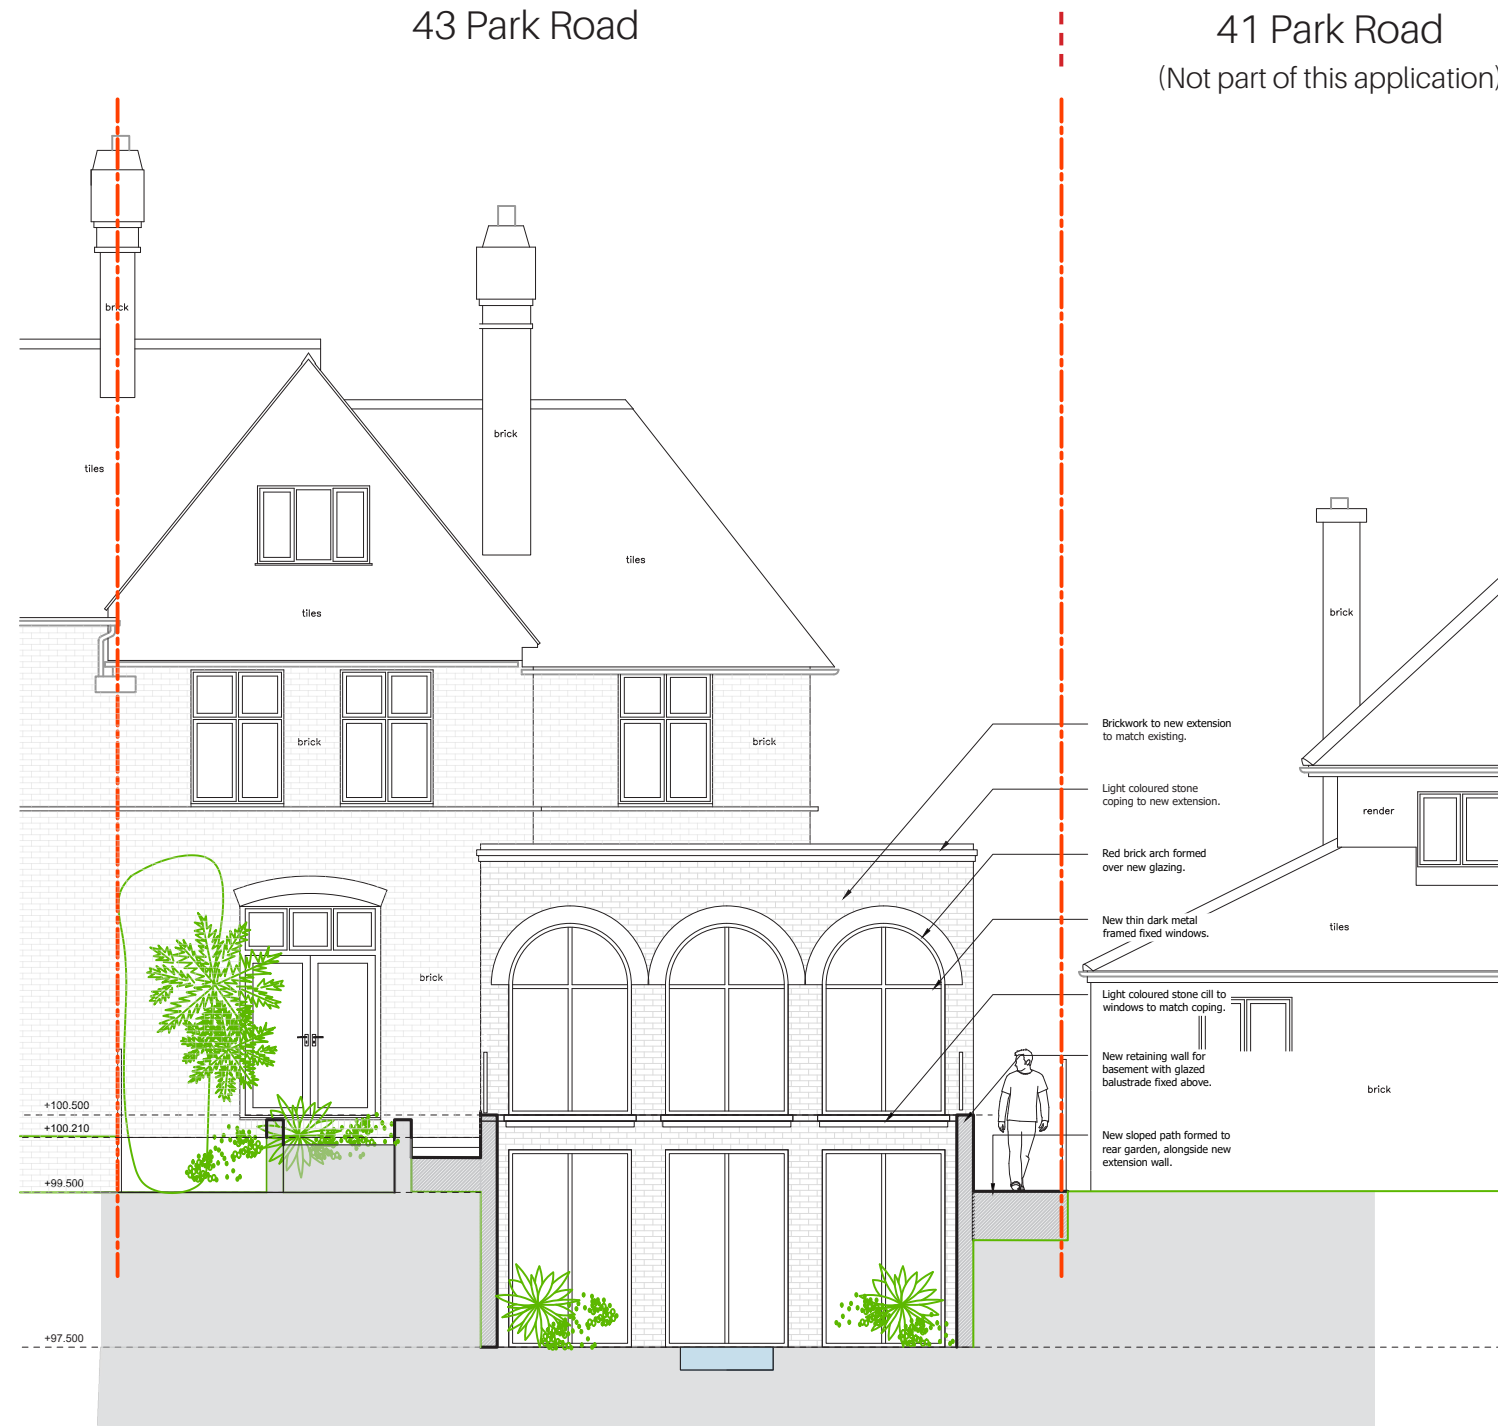 43 Park Road
41 Park Road
(Not part of this application)
brick
brick
tiles
tiles
tiles
brick
brick
brick
brick
render
tiles
brick
Brickwork to new extension
to match existing.
Light coloured stone
coping to new extension.
Red brick arch formed
over new glazing.
New thin dark metal
framed fixed windows.
Light coloured stone cill to
windows to match coping.
New retaining wall for
basement with glazed
balustrade fixed above.
New sloped path formed to
rear garden, alongside new
extension wall.
+100.500
+100.210
+99.500
+97.500